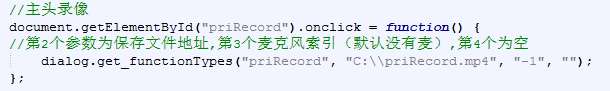 //主头录像
document.getElementById("priRecord").onclick = function() {
//第2个参数为保存文件地址,第3个麦克风索引（默认没有麦）,第4个为空
    dialog.get_functionTypes("priRecord", "C:\\priRecord.mp4", "-1", "");
};